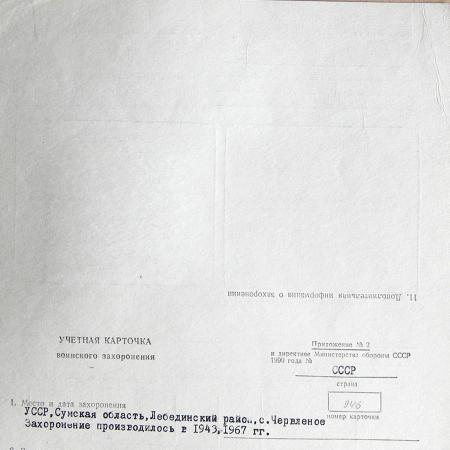 11. Дополнительная информация о захоронении
УЧЕТНАЯ КАРТОЧКА
воинского захоронения
Приложение № 2
к директиве Министерства обороны СССР
1990 года №
СССР
страна
946
номер карточки
1. Место и дата захоронения
УССР,Сумская область,Лебединский район,с.Червленое
Захоронение производилось в 1943,1967 гг.